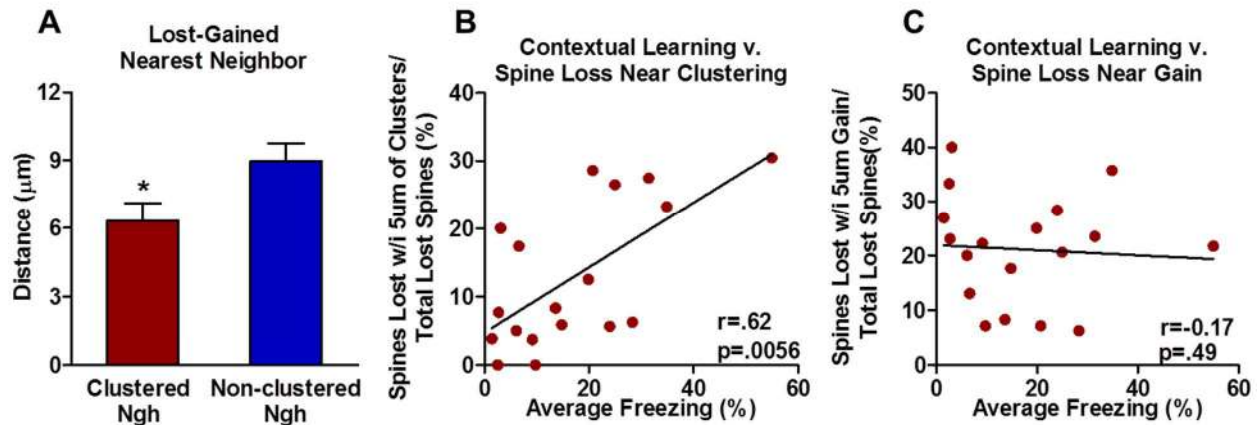 A
Lost-Gained
Nearest Neighbor
Distance (μm)
12
9
6
3
0
*
Clustered
Ngh
Non-clustered
Ngh
B
Contextual Learning v.
Spine Loss Near Clustering
Spines Lost w/i 5um of Clusters/
Total Lost Spines (%)
40
30
20
10
0
r=.62
p=.0056
0
20
40
60
Average Freezing (%)
C
Contextual Learning v.
Spine Loss Near Gain
Spines Lost w/i 5um Gain/
Total Lost Spines(%)
50
40
30
20
10
0
r=-0.17
p=.49
0
20
40
60
Average Freezing (%)